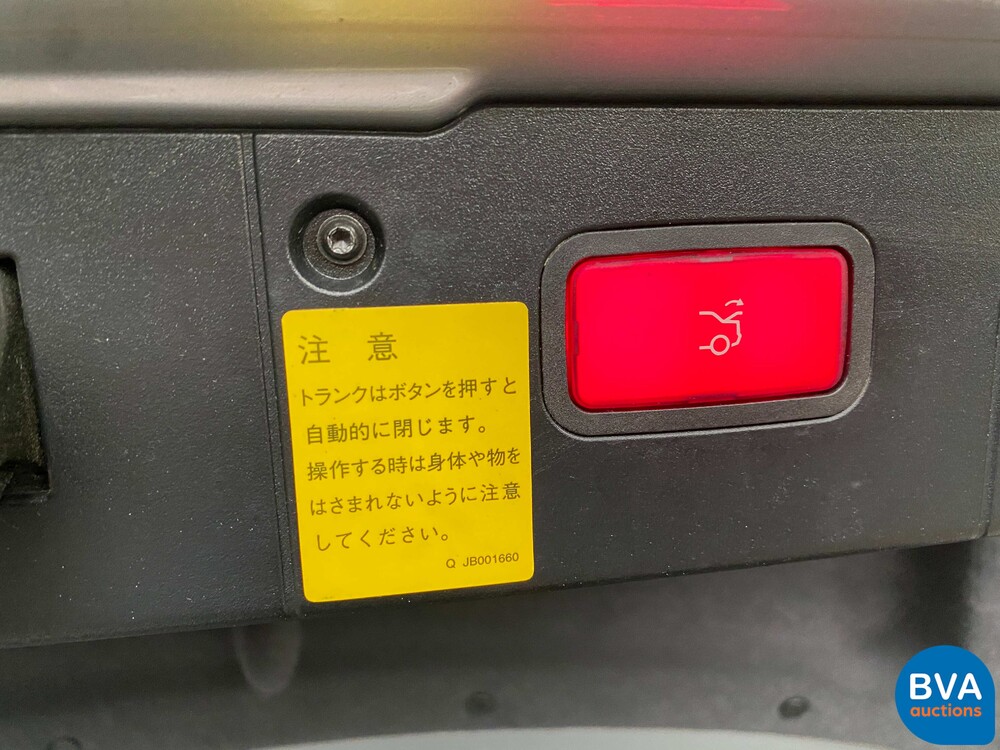 注 意
トランクはボタンを押すと
自動的に閉じます。
操作する時は身体や物を
はさまれないように注意
してください。
Q JB001660
BVA
auctions